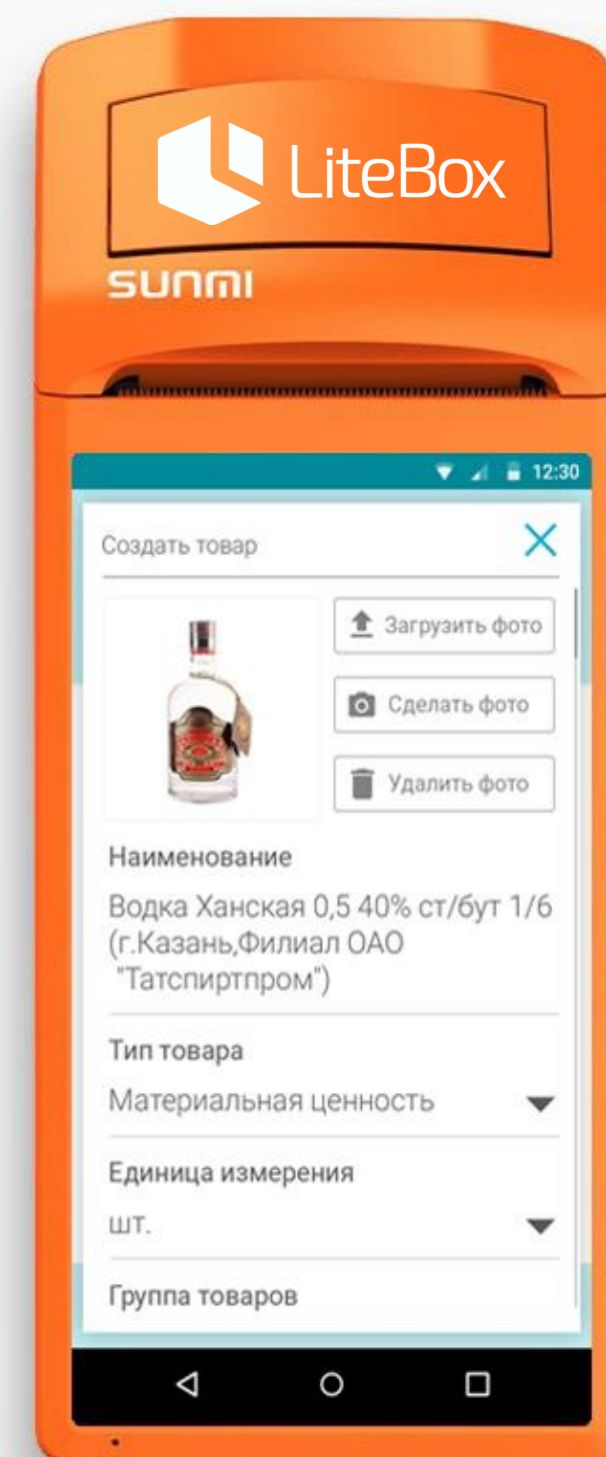 LiteBox
SUNMI
12:30
Создать товар
Загрузить фото
Сделать фото
Удалить фото
Наименование
Водка Ханская 0,5 40% ст/бут 1/6
(г.Казань,Филиал ОАО
"Татспиртпром")
Тип товара
Материальная ценность
Единица измерения
шт.
Группа товаров